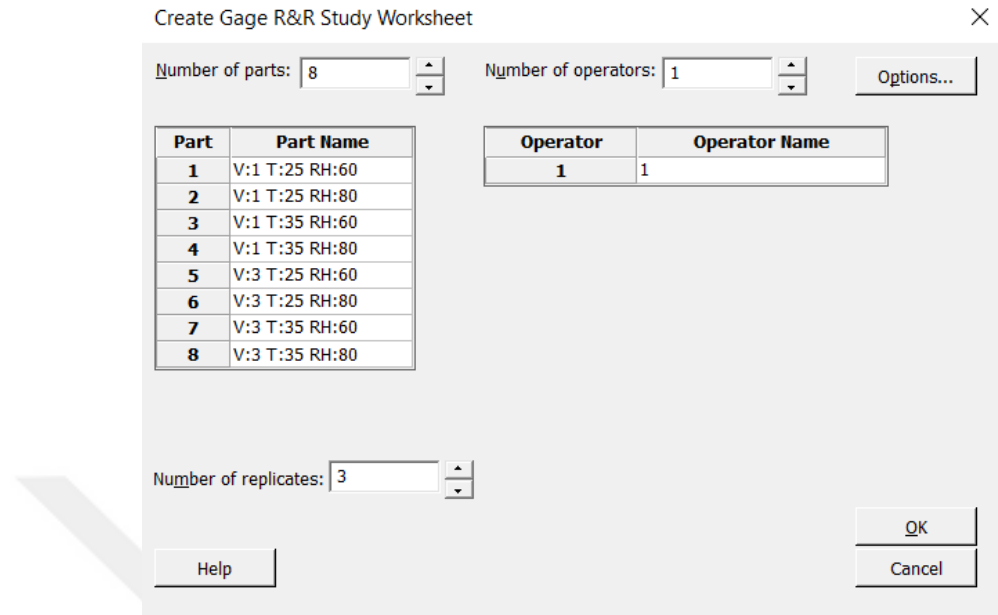 Create Gage R&R Study Worksheet
Number of parts: 8 Number of operators: 1 Options...
Part Part Name Operator Operator Name
1 V:1 T:25 RH:60 1 1
2 V:1 T:25 RH:80
3 V:1 T:35 RH:60
4 V:1 T:35 RH:80
5 V:3 T:25 RH:60
6 V:3 T:25 RH:80
7 V:3 T:35 RH:60
8 V:3 T:35 RH:80
Number of replicates: 3
OK
Help Cancel